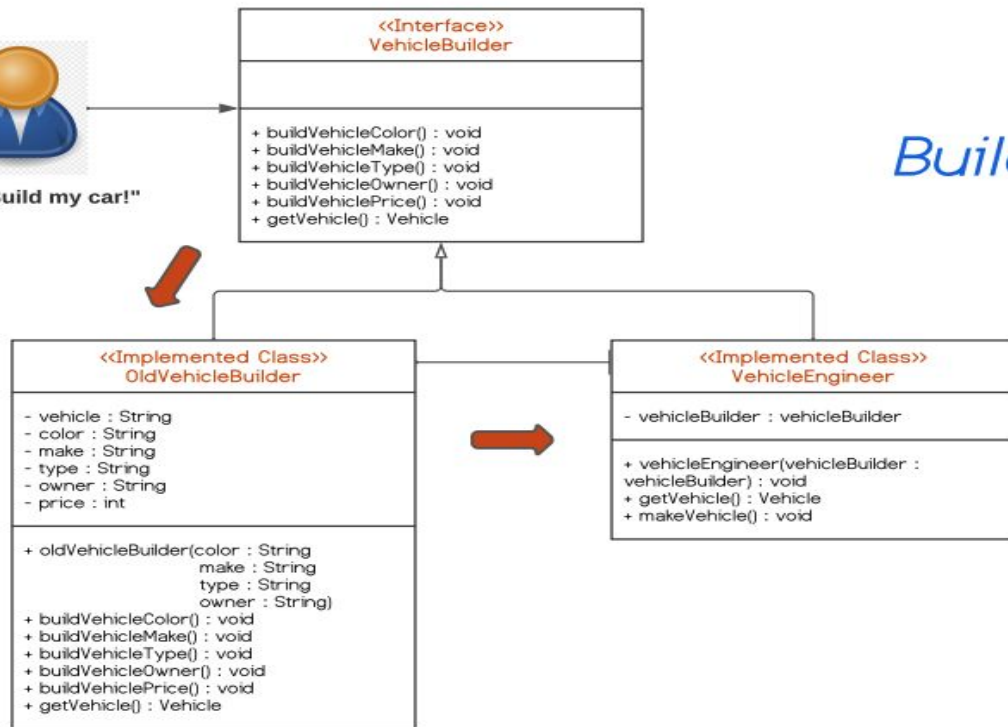 <<Interface>>
VehicleBuilder
+ buildVehicleColor() : void
+ buildVehicleMake() : void
+ buildVehicleType() : void
+ buildVehicleOwner() : void
+ buildVehiclePrice() : void
+ getVehicle() : Vehicle
uild my car!"
Buil
<<Implemented Class>>
OldVehicleBuilder
- vehicle : String
- color : String
- make : String
- type : String
- owner : String
- price : int
+ oldVehicleBuilder(color : String
make : String
type : String
owner : String)
+ buildVehicleColor() : void
+ buildVehicleMake() : void
+ buildVehicleType() : void
+ buildVehicleOwner() : void
+ buildVehiclePrice() : void
+ getVehicle() : Vehicle
<<Implemented Class>>
VehicleEngineer
- vehicleBuilder : vehicleBuilder
+ vehicleEngineer(vehicleBuilder :
vehicleBuilder) : void
+ getVehicle() : Vehicle
+ makeVehicle() : void